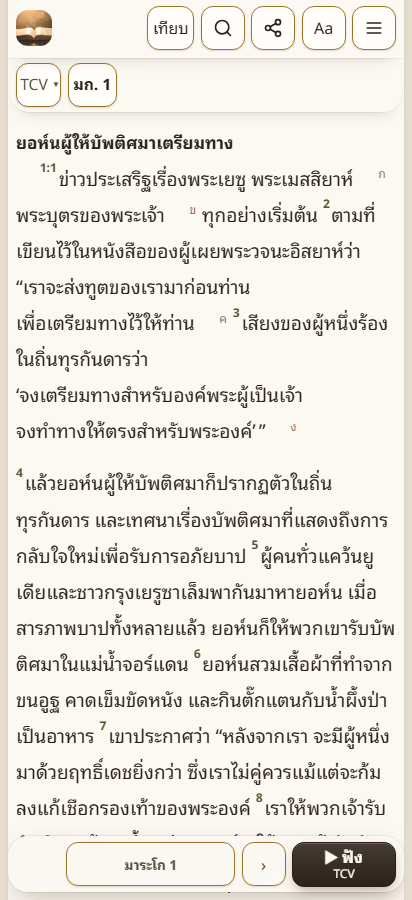 เทียบ
Aa
TCV ▾
มก. 1
ยอห์นผู้ให้บัพติศมาเตรียมทาง
1:1 ข่าวประเสริฐเรื่องพระเยซู พระเมสสิยาห์ ก
พระบุตรของพระเจ้า ข ทุกอย่างเริ่มต้น 2 ตามที่
เขียนไว้ในหนังสือของผู้เผยพระวจนะอิสยาห์ว่า
“เราจะส่งทูตของเรามาก่อนท่าน
เพื่อเตรียมทางไว้ให้ท่าน ค 3 เสียงของผู้หนึ่งร้อง
ในถิ่นทุรกันดารว่า
‘จงเตรียมทางสำหรับองค์พระผู้เป็นเจ้า
จงทำทางให้ตรงสำหรับพระองค์’ ” ง
4 แล้วยอห์นผู้ให้บัพติศมาก็ปรากฏตัวในถิ่น
ทุรกันดาร และเทศนาเรื่องบัพติศมาที่แสดงถึงการ
กลับใจใหม่เพื่อรับการอภัยบาป 5 ผู้คนทั่วแคว้นยู
เดียและชาวกรุงเยรูซาเล็มพากันมาหายอห์น เมื่อ
สารภาพบาปทั้งหลายแล้ว ยอห์นก็ให้พวกเขารับบัพ
ติศมาในแม่น้ำจอร์แดน 6 ยอห์นสวมเสื้อผ้าที่ทำจาก
ขนอูฐ คาดเข็มขัดหนัง และกินตั๊กแตนกับน้ำผึ้งป่า
เป็นอาหาร 7 เขาประกาศว่า “หลังจากเรา จะมีผู้หนึ่ง
มาด้วยฤทธิ์เดชยิ่งกว่า ซึ่งเราไม่คู่ควรแม้แต่จะก้ม
ลงแก้เชือกรองเท้าของพระองค์ 8 เราให้พวกเจ้ารับ
มาระโก 1
›
▶ ฟัง
TCV